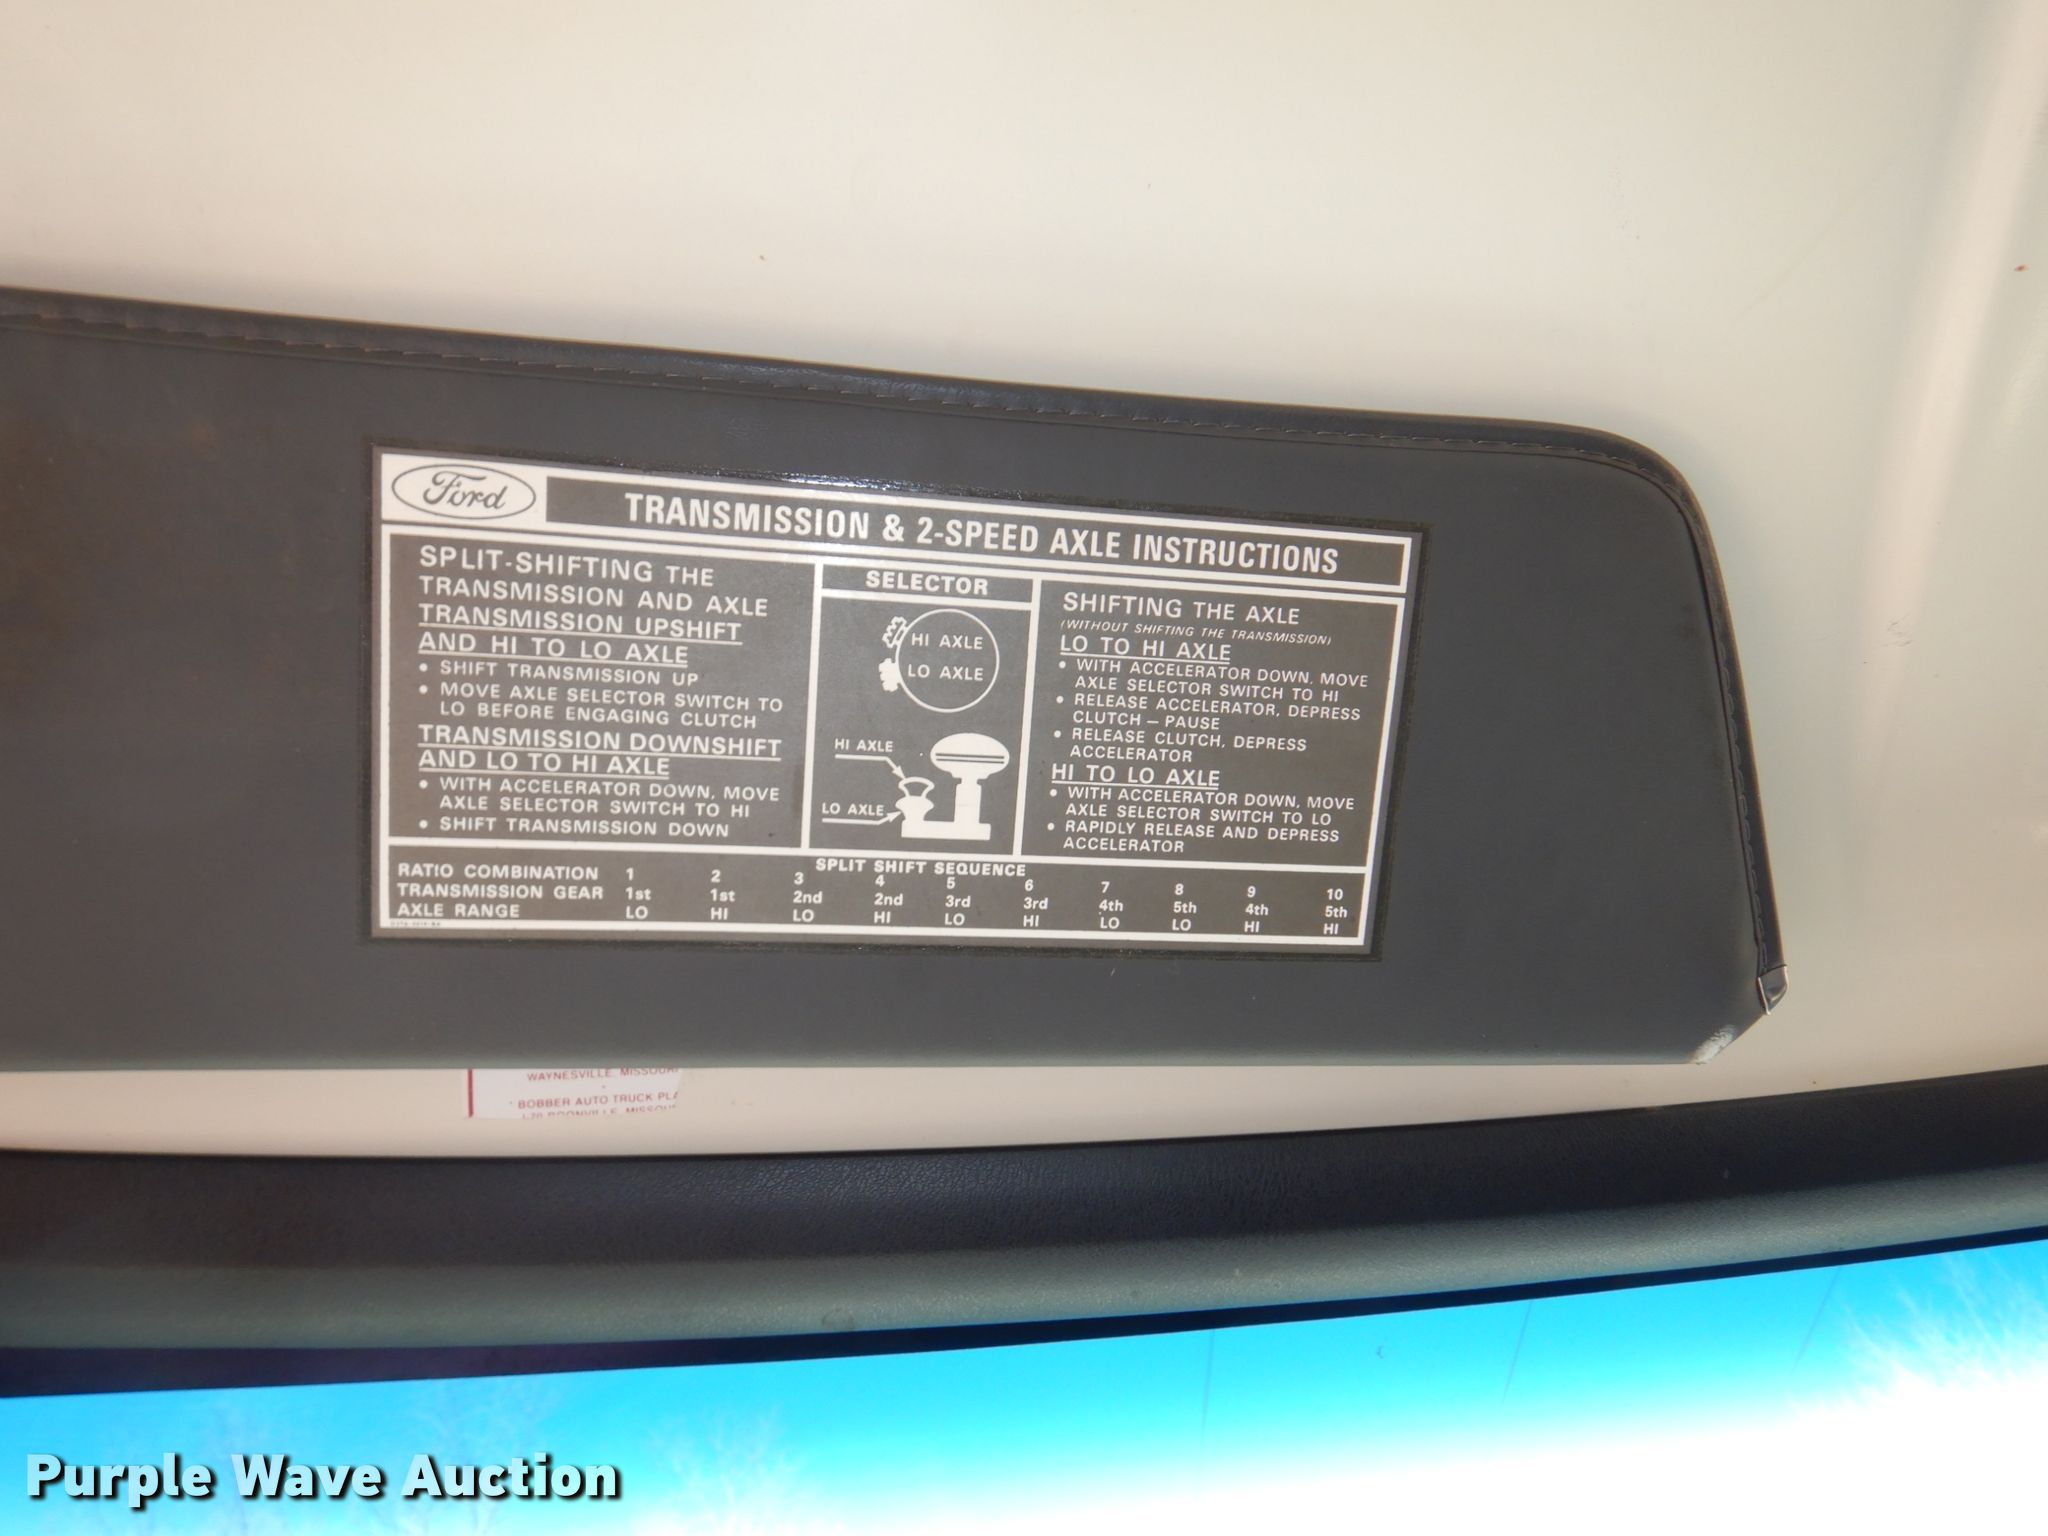 Ford
TRANSMISSION & 2-SPEED AXLE INSTRUCTIONS
SPLIT-SHIFTING THE
TRANSMISSION AND AXLE
TRANSMISSION UPSHIFT
AND HI TO LO AXLE
• SHIFT TRANSMISSION UP
• MOVE AXLE SELECTOR SWITCH TO
LO BEFORE ENGAGING CLUTCH
TRANSMISSION DOWNSHIFT
AND LO TO HI AXLE
• WITH ACCELERATOR DOWN, MOVE
AXLE SELECTOR SWITCH TO HI
• SHIFT TRANSMISSION DOWN
SELECTOR
HI AXLE
LO AXLE
HI AXLE
LO AXLE
SHIFTING THE AXLE
(WITHOUT SHIFTING THE TRANSMISSION)
LO TO HI AXLE
• WITH ACCELERATOR DOWN, MOVE
AXLE SELECTOR SWITCH TO HI
• RELEASE ACCELERATOR, DEPRESS
CLUTCH – PAUSE
• RELEASE CLUTCH, DEPRESS
ACCELERATOR
HI TO LO AXLE
• WITH ACCELERATOR DOWN, MOVE
AXLE SELECTOR SWITCH TO LO
• RAPIDLY RELEASE AND DEPRESS
ACCELERATOR
SPLIT SHIFT SEQUENCE
RATIO COMBINATION 1 2 3 4 5 6 7 8 9 10
TRANSMISSION GEAR 1st 1st 2nd 2nd 3rd 3rd 4th 5th 4th 5th
AXLE RANGE LO HI LO HI LO HI LO LO HI HI
WAYNESVILLE, MISSOURI
BOBBER AUTO TRUCK PLA
I-70 BOONVILLE, MISSOU
Purple Wave Auction